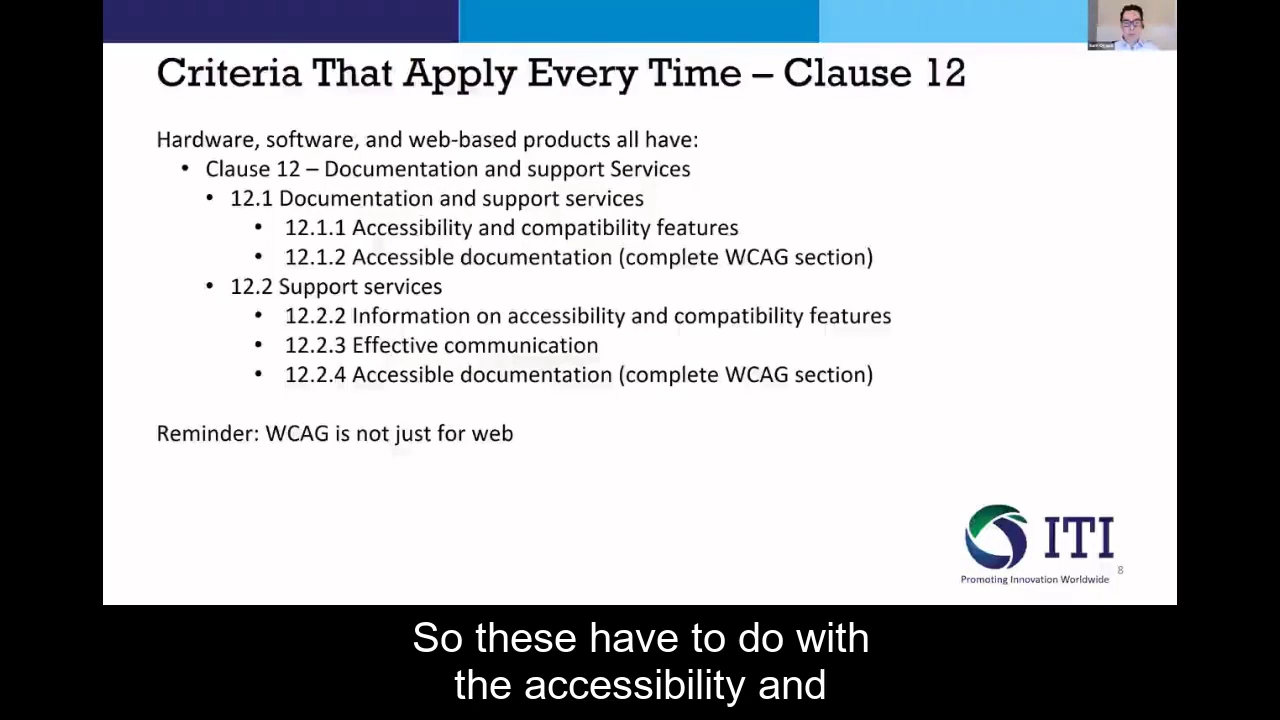 Criteria That Apply Every Time – Clause 12
Hardware, software, and web-based products all have:
• Clause 12 – Documentation and support Services
• 12.1 Documentation and support services
• 12.1.1 Accessibility and compatibility features
• 12.1.2 Accessible documentation (complete WCAG section)
• 12.2 Support services
• 12.2.2 Information on accessibility and compatibility features
• 12.2.3 Effective communication
• 12.2.4 Accessible documentation (complete WCAG section)
Reminder: WCAG is not just for web
ITI
Promoting Innovation Worldwide
8
So these have to do with
the accessibility and